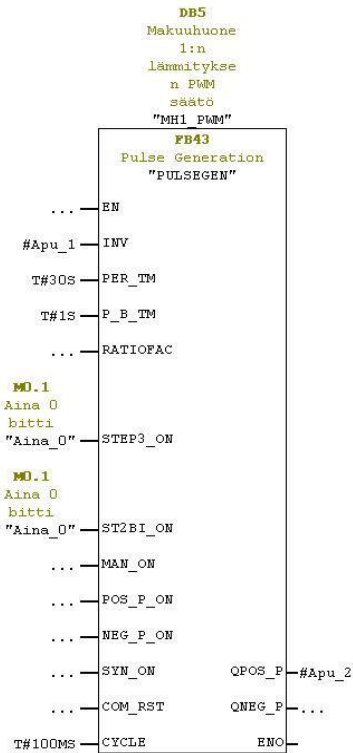 DB5
Makuuhuone
1:n
lämmitykse
n PWM
säätö
"MH1_PWM"
FB43
Pulse Generation
"PULSEGEN"
... EN
#Apu_1 INV
T#30S PER_TM
T#1S P_B_TM
... RATIOFAC
M0.1
Aina 0
bitti
"Aina_0" STEP3_ON
M0.1
Aina 0
bitti
"Aina_0" ST2BI_ON
... MAN_ON
... POS_P_ON
... NEG_P_ON
... SYN_ON QPOS_P #Apu_2
... COM_RST QNEG_P ...
T#100MS CYCLE ENO